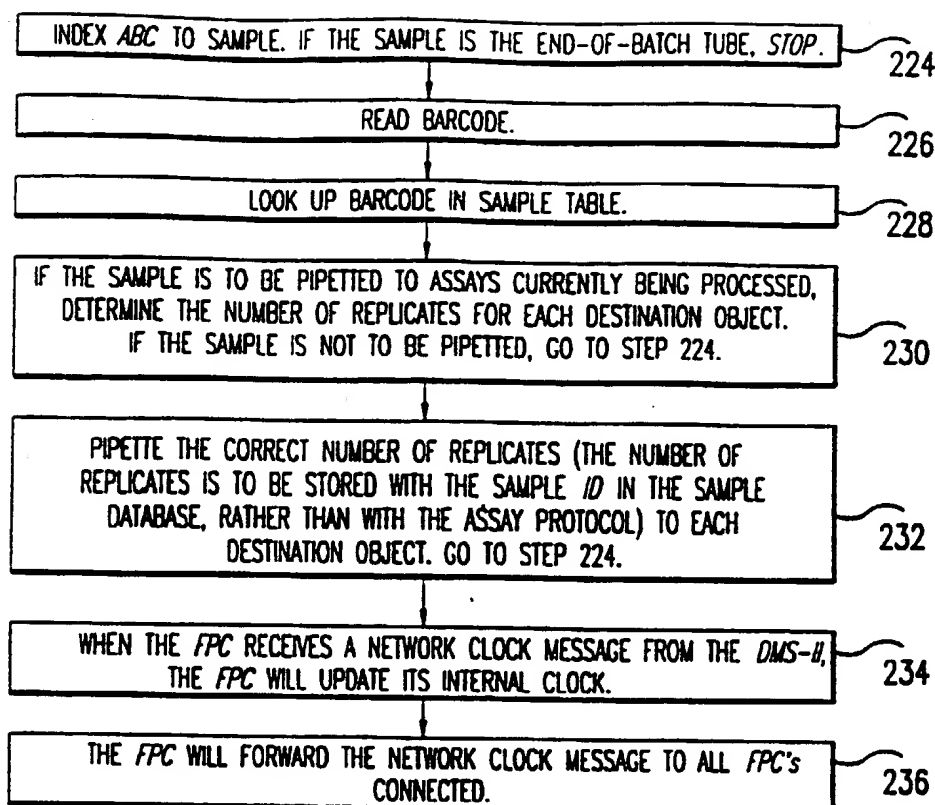 INDEX ABC TO SAMPLE. IF THE SAMPLE IS THE END-OF-BATCH TUBE, STOP.
224
READ BARCODE.
226
LOOK UP BARCODE IN SAMPLE TABLE.
228
IF THE SAMPLE IS TO BE PIPETTED TO ASSAYS CURRENTLY BEING PROCESSED,
DETERMINE THE NUMBER OF REPLICATES FOR EACH DESTINATION OBJECT.
IF THE SAMPLE IS NOT TO BE PIPETTED, GO TO STEP 224.
230
PIPETTE THE CORRECT NUMBER OF REPLICATES (THE NUMBER OF
REPLICATES IS TO BE STORED WITH THE SAMPLE ID IN THE SAMPLE
DATABASE, RATHER THAN WITH THE ASSAY PROTOCOL) TO EACH
DESTINATION OBJECT. GO TO STEP 224.
232
WHEN THE FPC RECEIVES A NETWORK CLOCK MESSAGE FROM THE
THE FPC WILL UPDATE ITS INTERNAL CLOCK.
234
THE FPC WILL FORWARD THE NETWORK CLOCK MESSAGE TO ALL FPC's
CONNECTED.
236